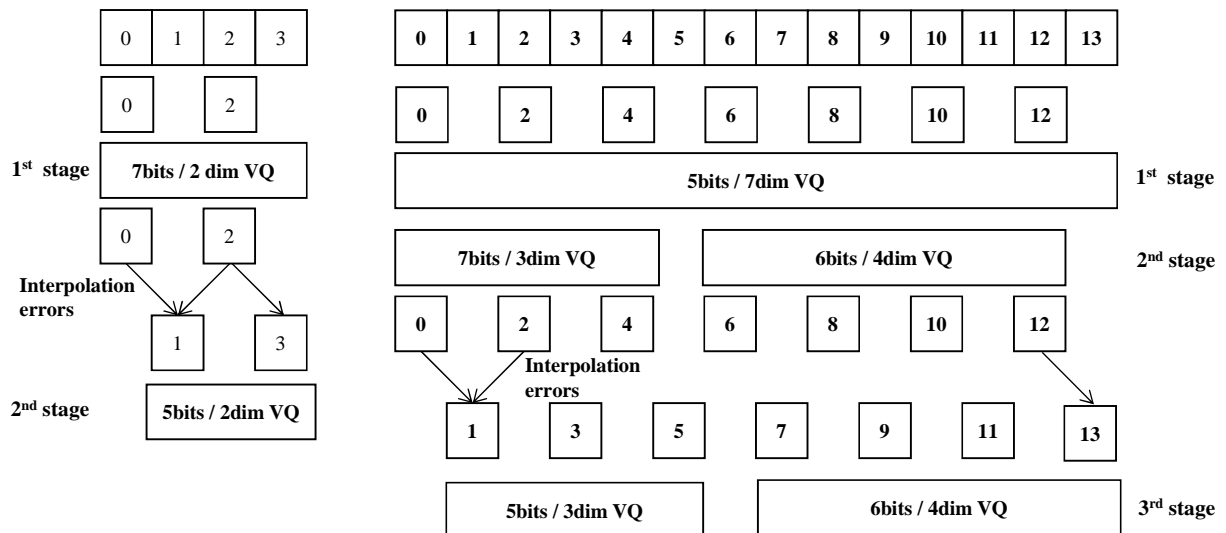 0 1 2 3
0 2
1st stage
7bits / 2 dim VQ
0 2
Interpolation
errors
1 3
2nd stage
5bits / 2dim VQ
0 1 2 3 4 5 6 7 8 9 10 11 12 13
0 2 4 6 8 10 12
5bits / 7dim VQ
1st stage
7bits / 3dim VQ
6bits / 4dim VQ
2nd stage
0 2 4 6 8 10 12
Interpolation
errors
1 3 5 7 9 11 13
5bits / 3dim VQ
6bits / 4dim VQ
3rd stage